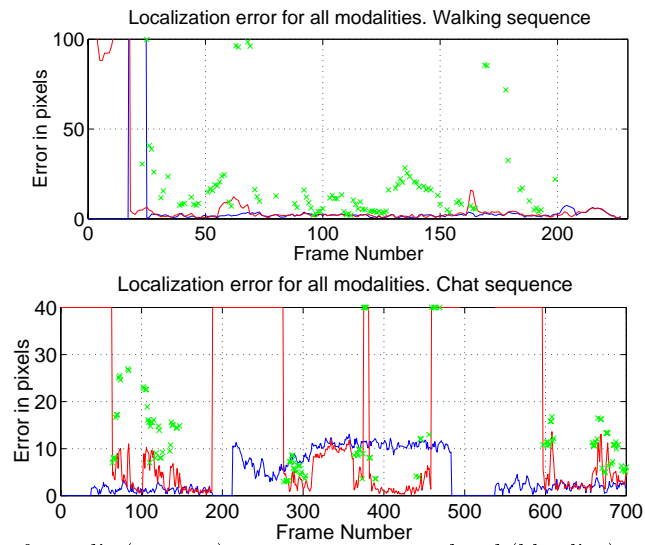 Localization error for all modalities. Walking sequence
Error in pixels
100
50
0
0 50 100 150 200
Frame Number
Localization error for all modalities. Chat sequence
Error in pixels
40
30
20
10
0
0 100 200 300 400 500 600 700
Frame Number